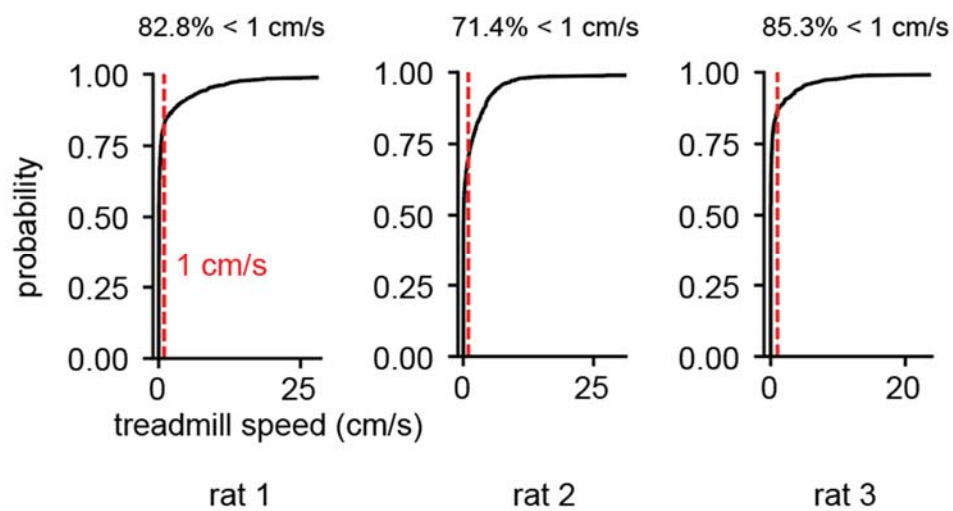 82.8% < 1 cm/s 71.4% < 1 cm/s 85.3% < 1 cm/s
1.00 1.00 1.00
0.75 0.75 0.75
0.50 0.50 0.50
1 cm/s
0.25 0.25 0.25
0.00 0.00 0.00
probability
0 25 0 25 0 20
treadmill speed (cm/s)
rat 1 rat 2 rat 3